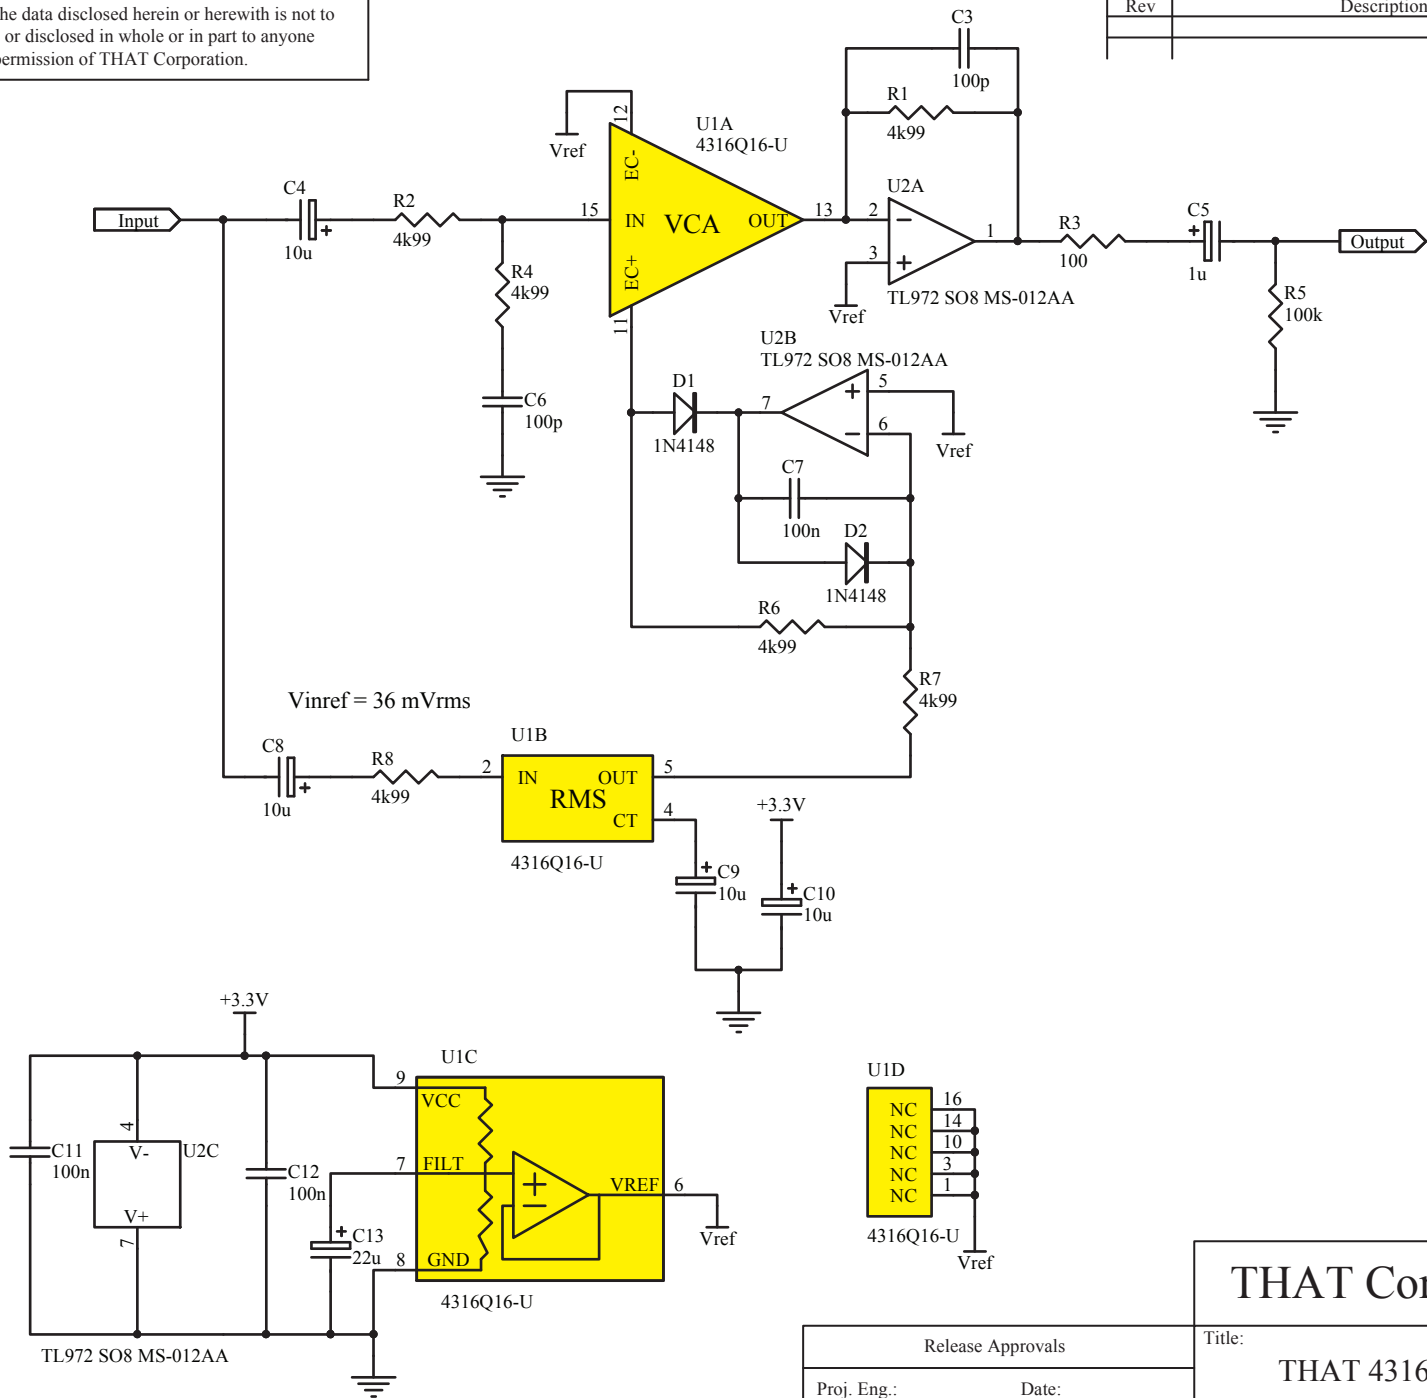 he data disclosed herein or herewith is not to
or disclosed in whole or in part to anyone
permission of THAT Corporation.
Rev Description
C3
100p
R1
4k99
U1A
4316Q16-U
12
Vref
EC-
U2A
C4
10u
R2
4k99
Input
15
IN VCA OUT
13
2
1
3
R3
100
C5
1u
Output
R4
4k99
EC+
11
Vref
TL972 SO8 MS-012AA
R5
100k
U2B
TL972 SO8 MS-012AA
D1
1N4148
7
5
6
Vref
C6
100p
C7
100n
D2
1N4148
R6
4k99
R7
4k99
Vinref = 36 mVrms
U1B
C8
10u
R8
4k99
2
IN OUT
RMS
CT
5
4
4316Q16-U
+3.3V
C9
10u
C10
10u
+3.3V
U1C
U1D
9
VCC
4
V-
U2C
V+
7
C11
100n
C12
100n
7
FILT
VREF
6
Vref
C13
22u
8
GND
4316Q16-U
NC 16
NC 14
NC 10
NC 3
NC 1
4316Q16-U
Vref
TL972 SO8 MS-012AA
THAT Cor
Release Approvals
Title:
THAT 4316
Proj. Eng.: Date: